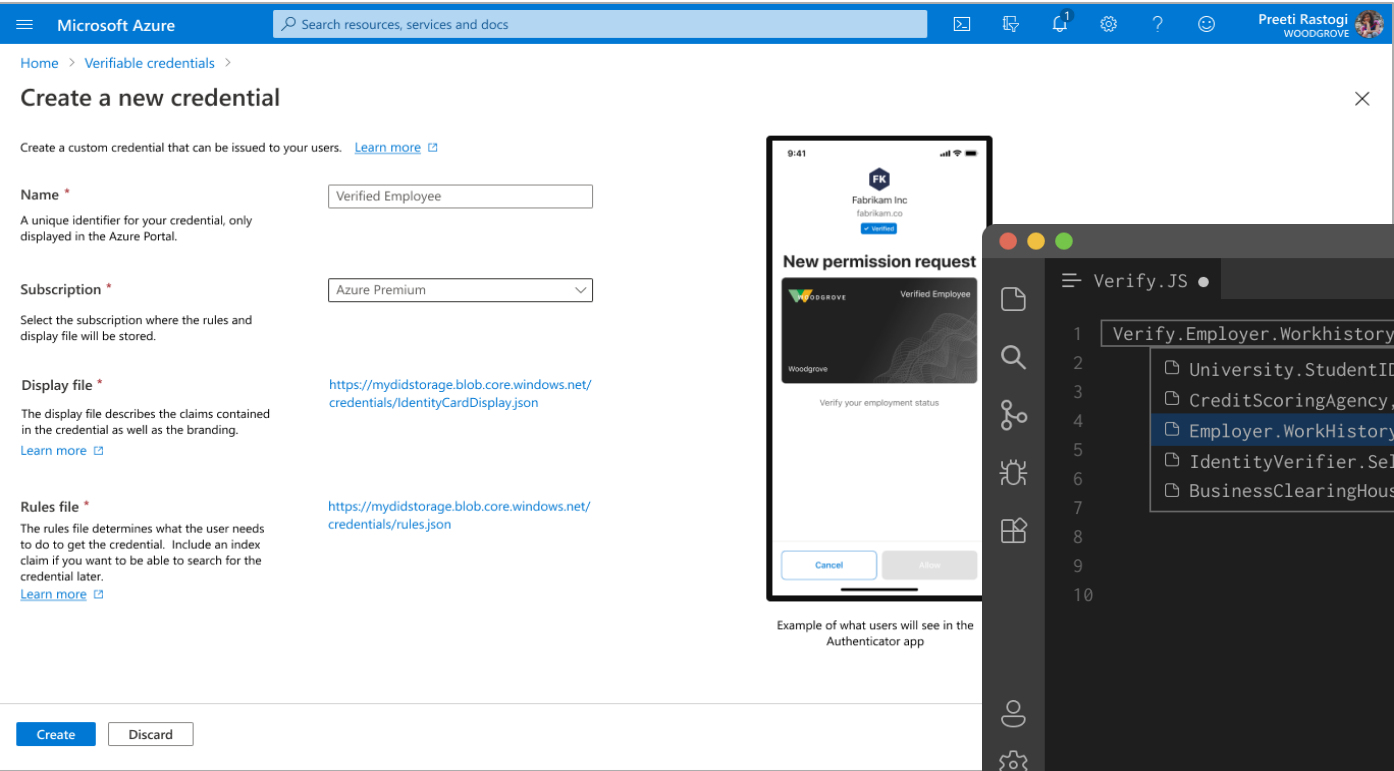 Microsoft Azure
Search resources, services and docs
1
Preeti Rastogi
WOODGROVE
Home > Verifiable credentials >
Create a new credential
Create a custom credential that can be issued to your users. Learn more
Name *
Verified Employee
A unique identifier for your credential, only
displayed in the Azure Portal.
Subscription *
Azure Premium
Select the subscription where the rules and
display file will be stored.
Display file *
https://mydidstorage.blob.core.windows.net/
credentials/IdentityCardDisplay.json
The display file describes the claims contained
in the credential as well as the branding.
Learn more
Rules file *
https://mydidstorage.blob.core.windows.net/
credentials/rules.json
The rules file determines what the user needs
to do to get the credential. Include an index
claim if you want to be able to search for the
credential later.
Learn more
Create
Discard
9:41
FK
Fabrikam Inc
fabrikam.co
Verified
New permission request
WOODGROVE
Verified Employee
Woodgrove
Verify your employment status
Cancel
Allow
Example of what users will see in the
Authenticator app
Verify.JS
1 Verify.Employer.Workhistory
2 University.StudentID
3 CreditScoringAgency,
4 Employer.WorkHistory
5 IdentityVerifier.Sel
6 BusinessClearingHous
7
8
9
10